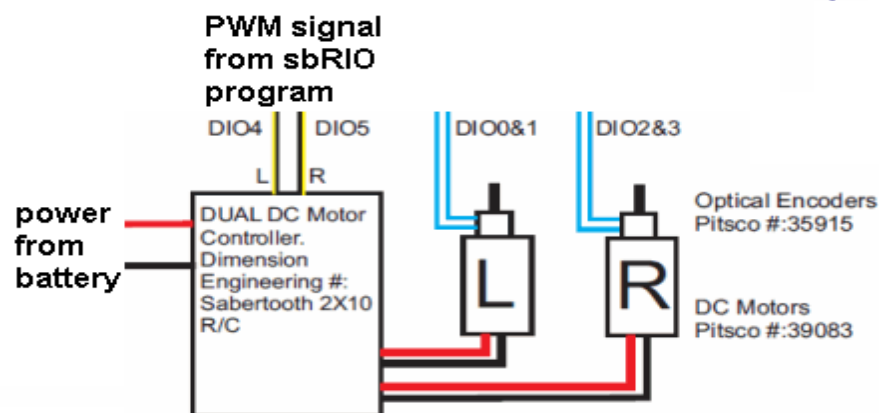 PWM signal
from sbRIO
program
DIO4
DIO5
DIO0&1
DIO2&3
L
R
power
from
battery
DUAL DC Motor
Controller.
Dimension
Engineering #:
Sabertooth 2X10
R/C
L
R
Optical Encoders
Pitsco #:35915
DC Motors
Pitsco #:39083